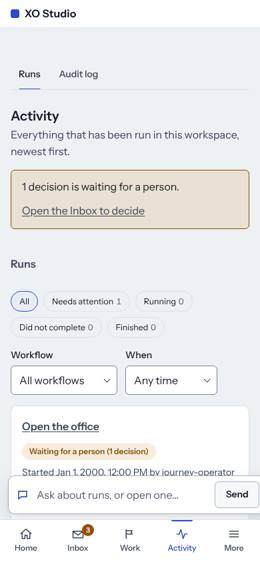 XO Studio
Runs Audit log
Activity
Everything that has been run in this workspace,
newest first.
1 decision is waiting for a person.
Open the Inbox to decide
Runs
All Needs attention 1 Running 0
Did not complete 0 Finished 0
Workflow When
All workflows Any time
Open the office
Waiting for a person (1 decision)
Started Jan 1, 2000, 12:00 PM by journey-operator
Ask about runs, or open one... Send
3
Home Inbox Work Activity More